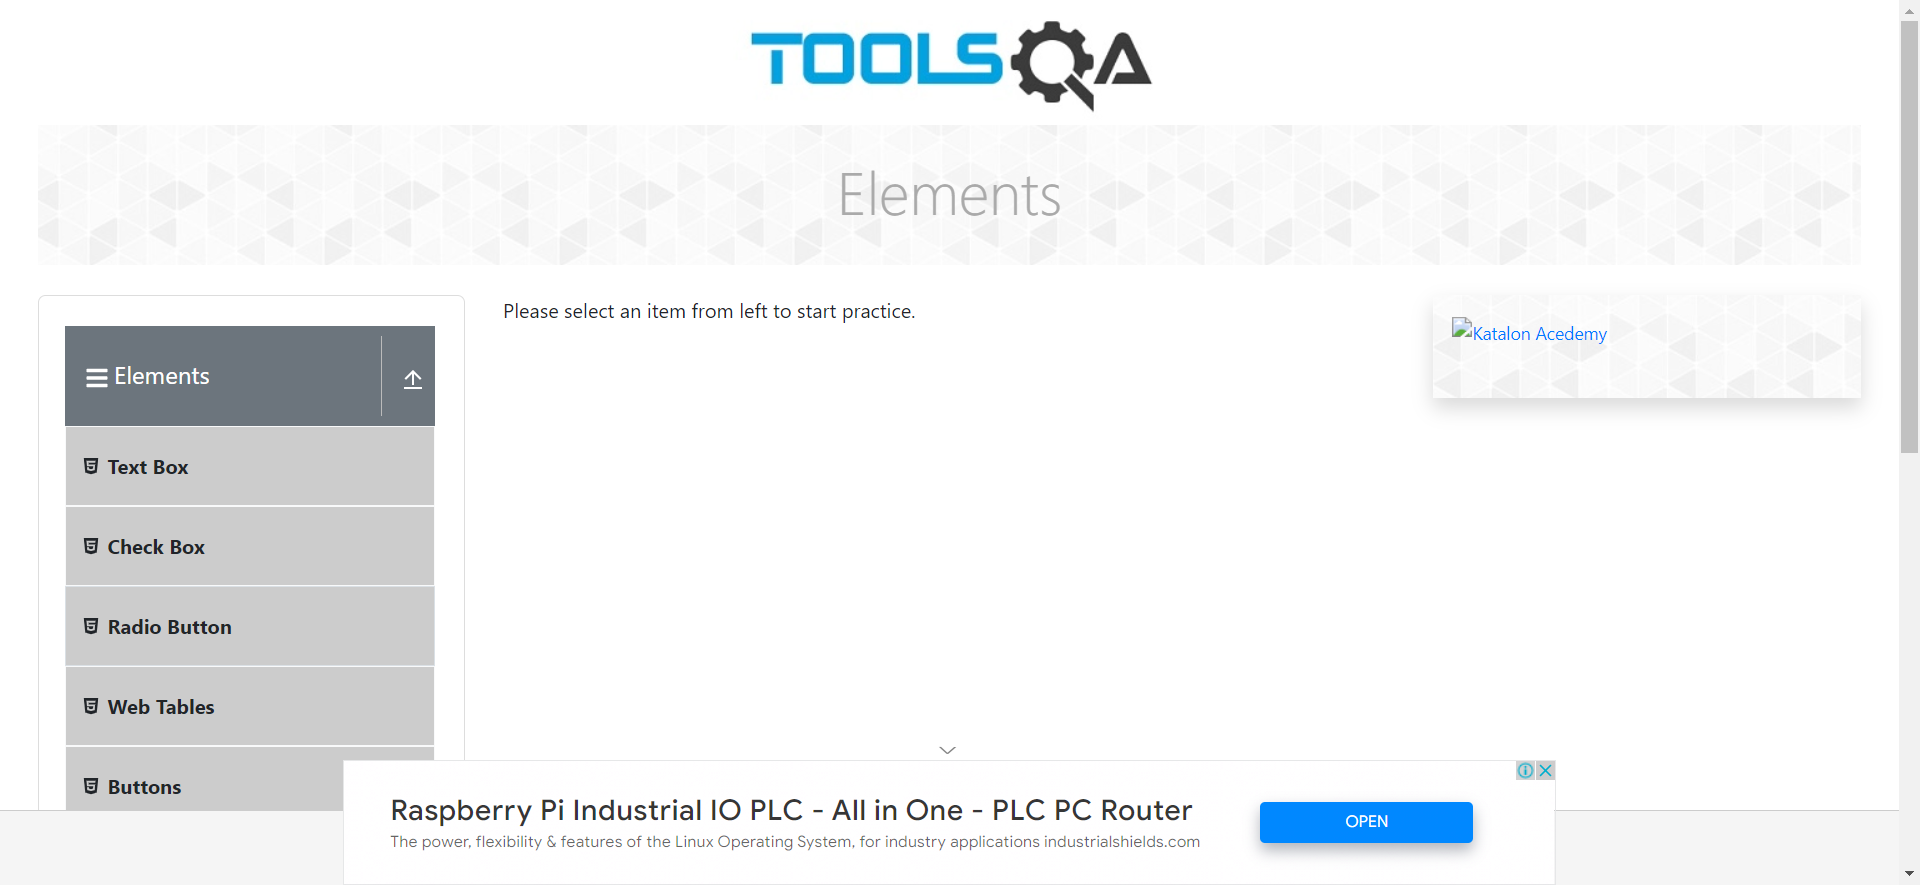 TOOLSQA
Elements
Elements
Text Box
Check Box
Radio Button
Web Tables
Buttons
Please select an item from left to start practice.
Katalon Acedemy
Raspberry Pi Industrial IO PLC - All in One - PLC PC Router
The power, flexibility & features of the Linux Operating System, for industry applications industrialshields.com
OPEN